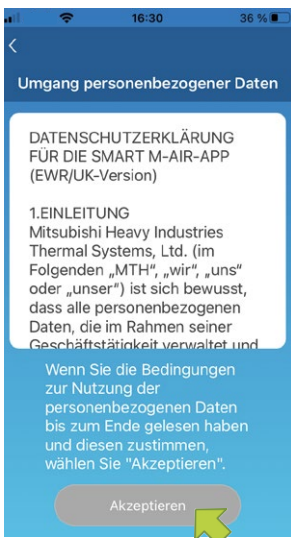 16:30
36 %
Umgang personenbezogener Daten
DATENSCHUTZERKLÄRUNG
FÜR DIE SMART M-AIR-APP
(EWR/UK-
Version)
1.EINLEITUNG
Mitsubishi Heavy Industries
Thermal Systems, Ltd. (im
Folgenden „MTH“, „wir“, „uns“
oder „unser“) ist sich bewusst,
dass alle personenbezogenen
Daten, die im Rahmen seiner
Geschäftstätigkeit verwaltet und
Wenn Sie die Bedingungen
zur Nutzung der
personenbezogenen Daten
bis zum Ende gelesen haben
und diesen zustimmen,
wählen Sie "Akzeptieren".
Akzeptieren